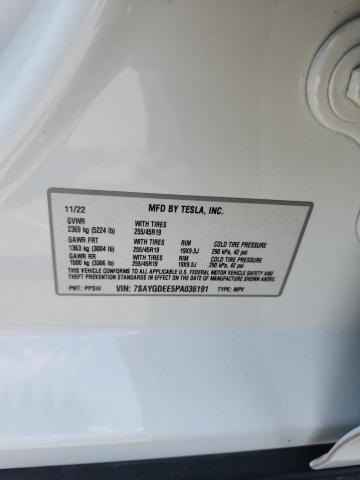 11/22 MFD BY TESLA, INC.
GVWR WITH TIRES
2369 kg (5224 lb) 255/45R19
GAWR FRT WITH TIRES RIM COLD TIRE PRESSURE
1363 kg (3004 lb) 255/45R19 19X9.5J 290 kPa, 42 psi
GAWR RR WITH TIRES RIM COLD TIRE PRESSURE
1500 kg (3306 lb) 255/45R19 19X9.5J 290 kPa, 42 psi
THIS VEHICLE CONFORMS TO ALL APPLICABLE U.S. FEDERAL MOTOR VEHICLE SAFETY, BUMPER, AND
THEFT PREVENTION STANDARDS IN EFFECT ON THE DATE OF MANUFACTURE SHOWN ABOVE.
PNT: PPSW VIN: 7SAYGDEE5PA036191 TYPE: MPV